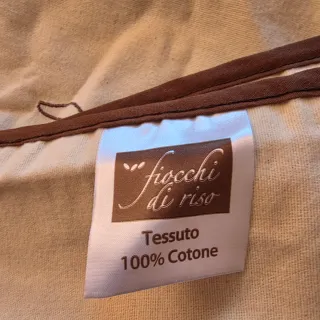 fiocchi
di riso
Tessuto
100% Cotone